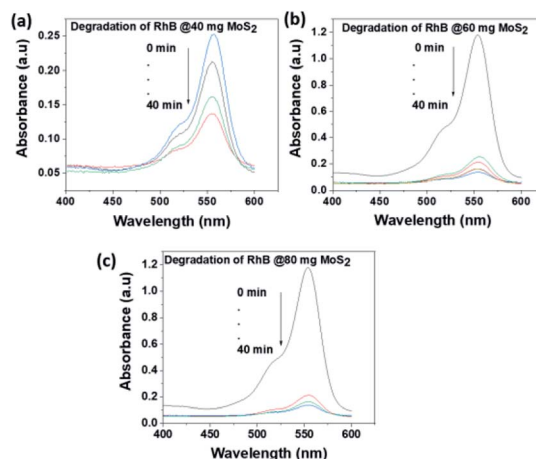 (a)
Degradation of RhB @40 mg MoS2
0 min
40 min
0.25
0.20
0.15
0.10
0.05
400 450 500 550 600
Wavelength (nm)
Absorbance (a.u)
(b)
Degradation of RhB @60 mg MoS2
0 min
40 min
1.2
1.0
0.8
0.6
0.4
0.2
0.0
400 450 500 550 600
Wavelength (nm)
Absorbance (a.u)
(c)
Degradation of RhB @80 mg MoS2
0 min
40 min
1.2
1.0
0.8
0.6
0.4
0.2
0.0
400 450 500 550 600
Wavelength (nm)
Absorbance (a.u)